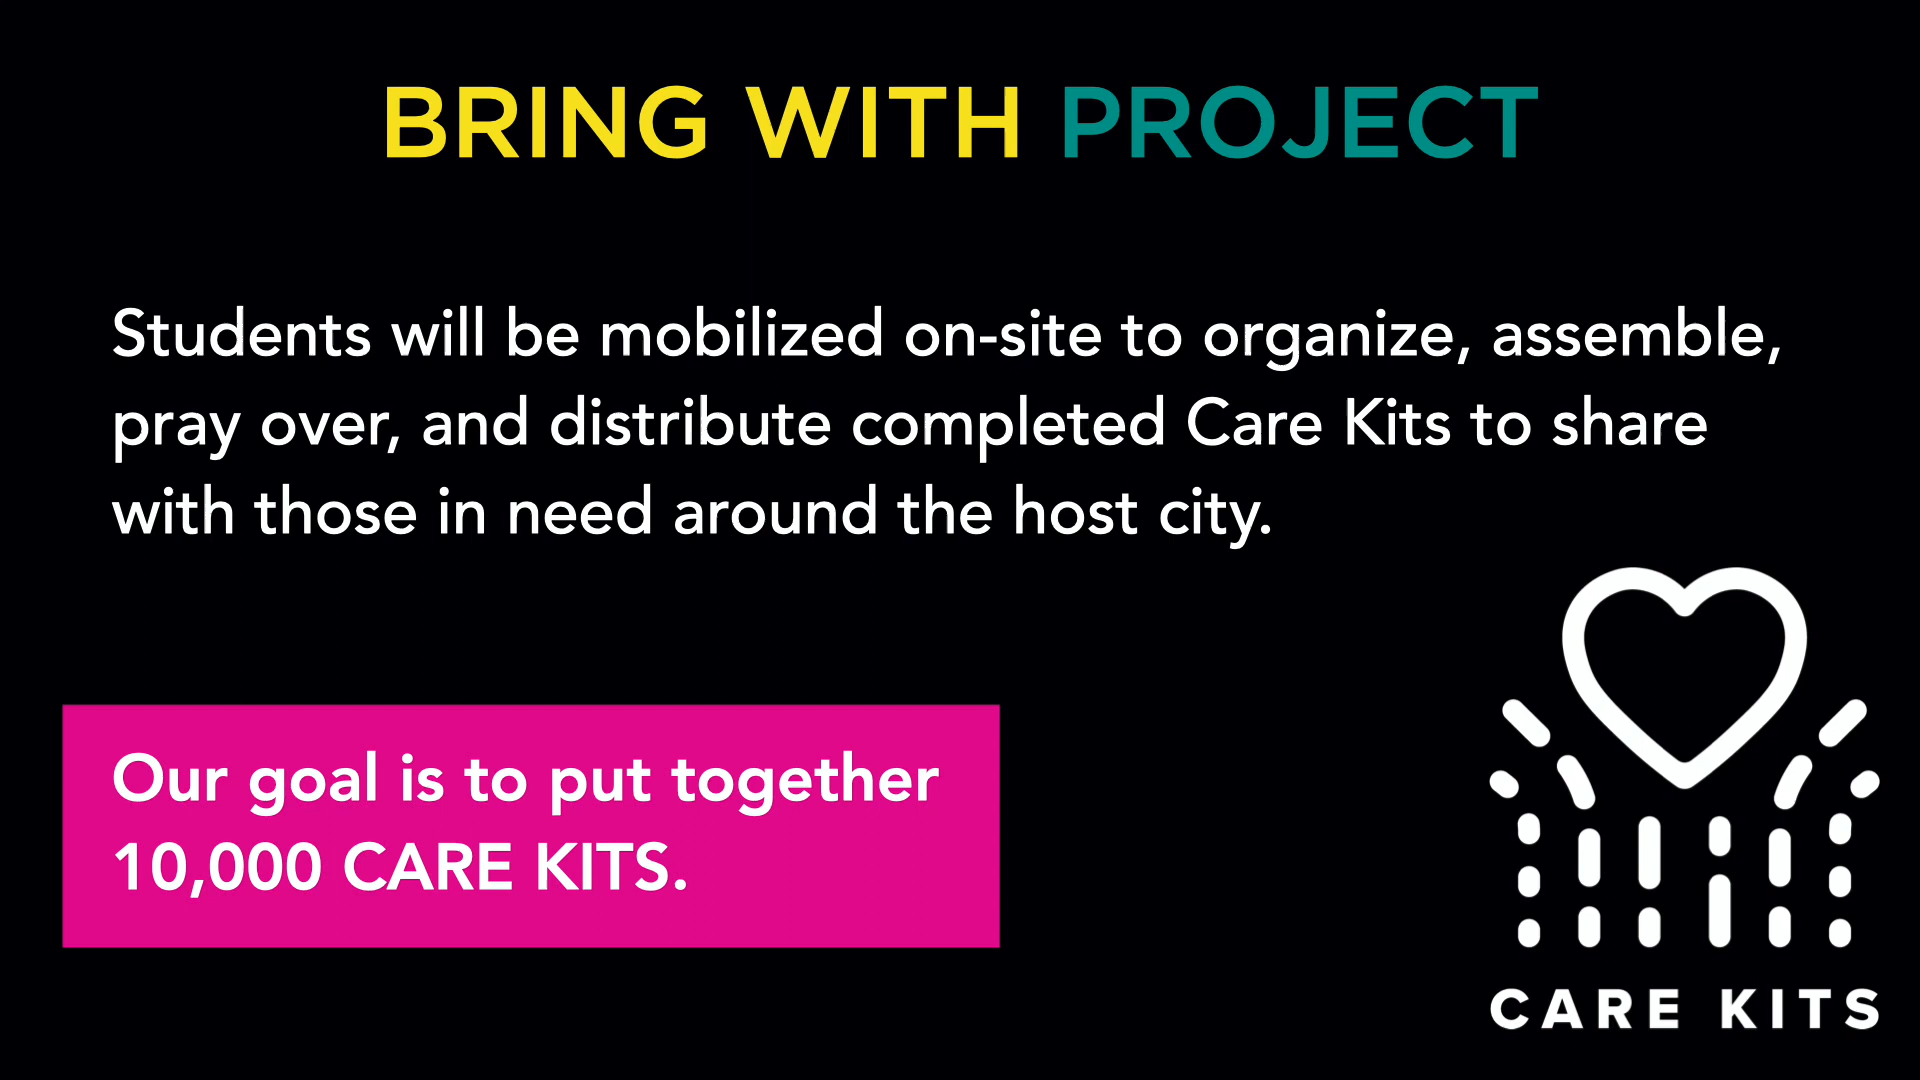 BRING WITH PROJECT
Students will be mobilized on-site to organize, assemble,
pray over, and distribute completed Care Kits to share
with those in need around the host city.
Our goal is to put together
10,000 CARE KITS.
CARE KITS